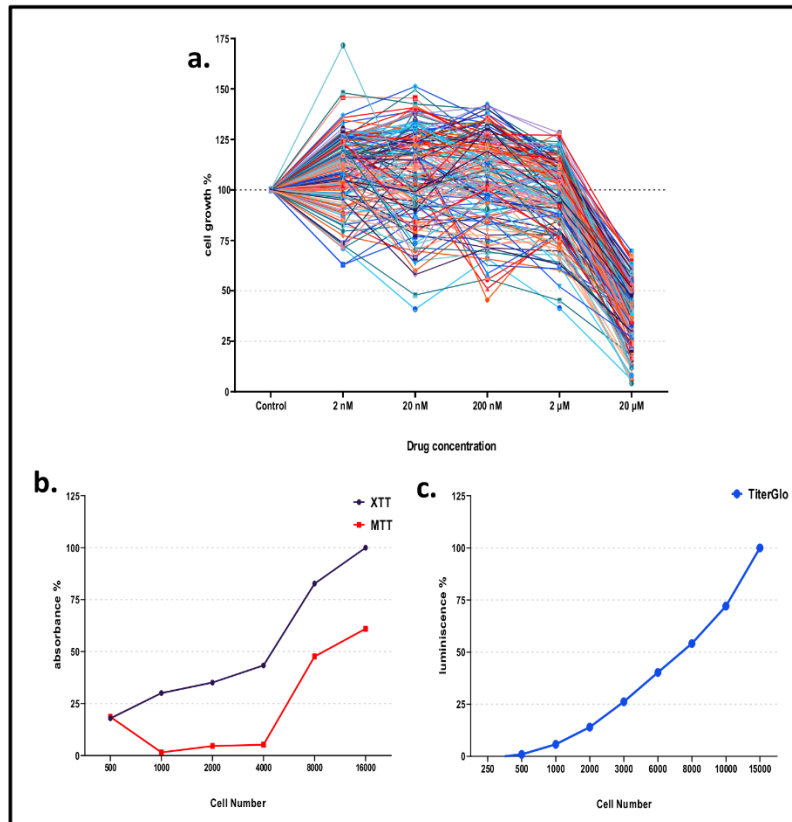 a.
175
150
125
100
75
50
25
0
cell growth %
Control 2 nM 20 nM 200 nM 2 µM 20 µM
Drug concentration
b.
XTT
MTT
125
100
75
50
25
0
absorbance %
500 1000 2000 4000 8000 16000
Cell Number
c.
TiterGlo
125
100
75
50
25
0
luminiscence %
250 500 1000 2000 3000 6000 8000 10000 15000
Cell Number